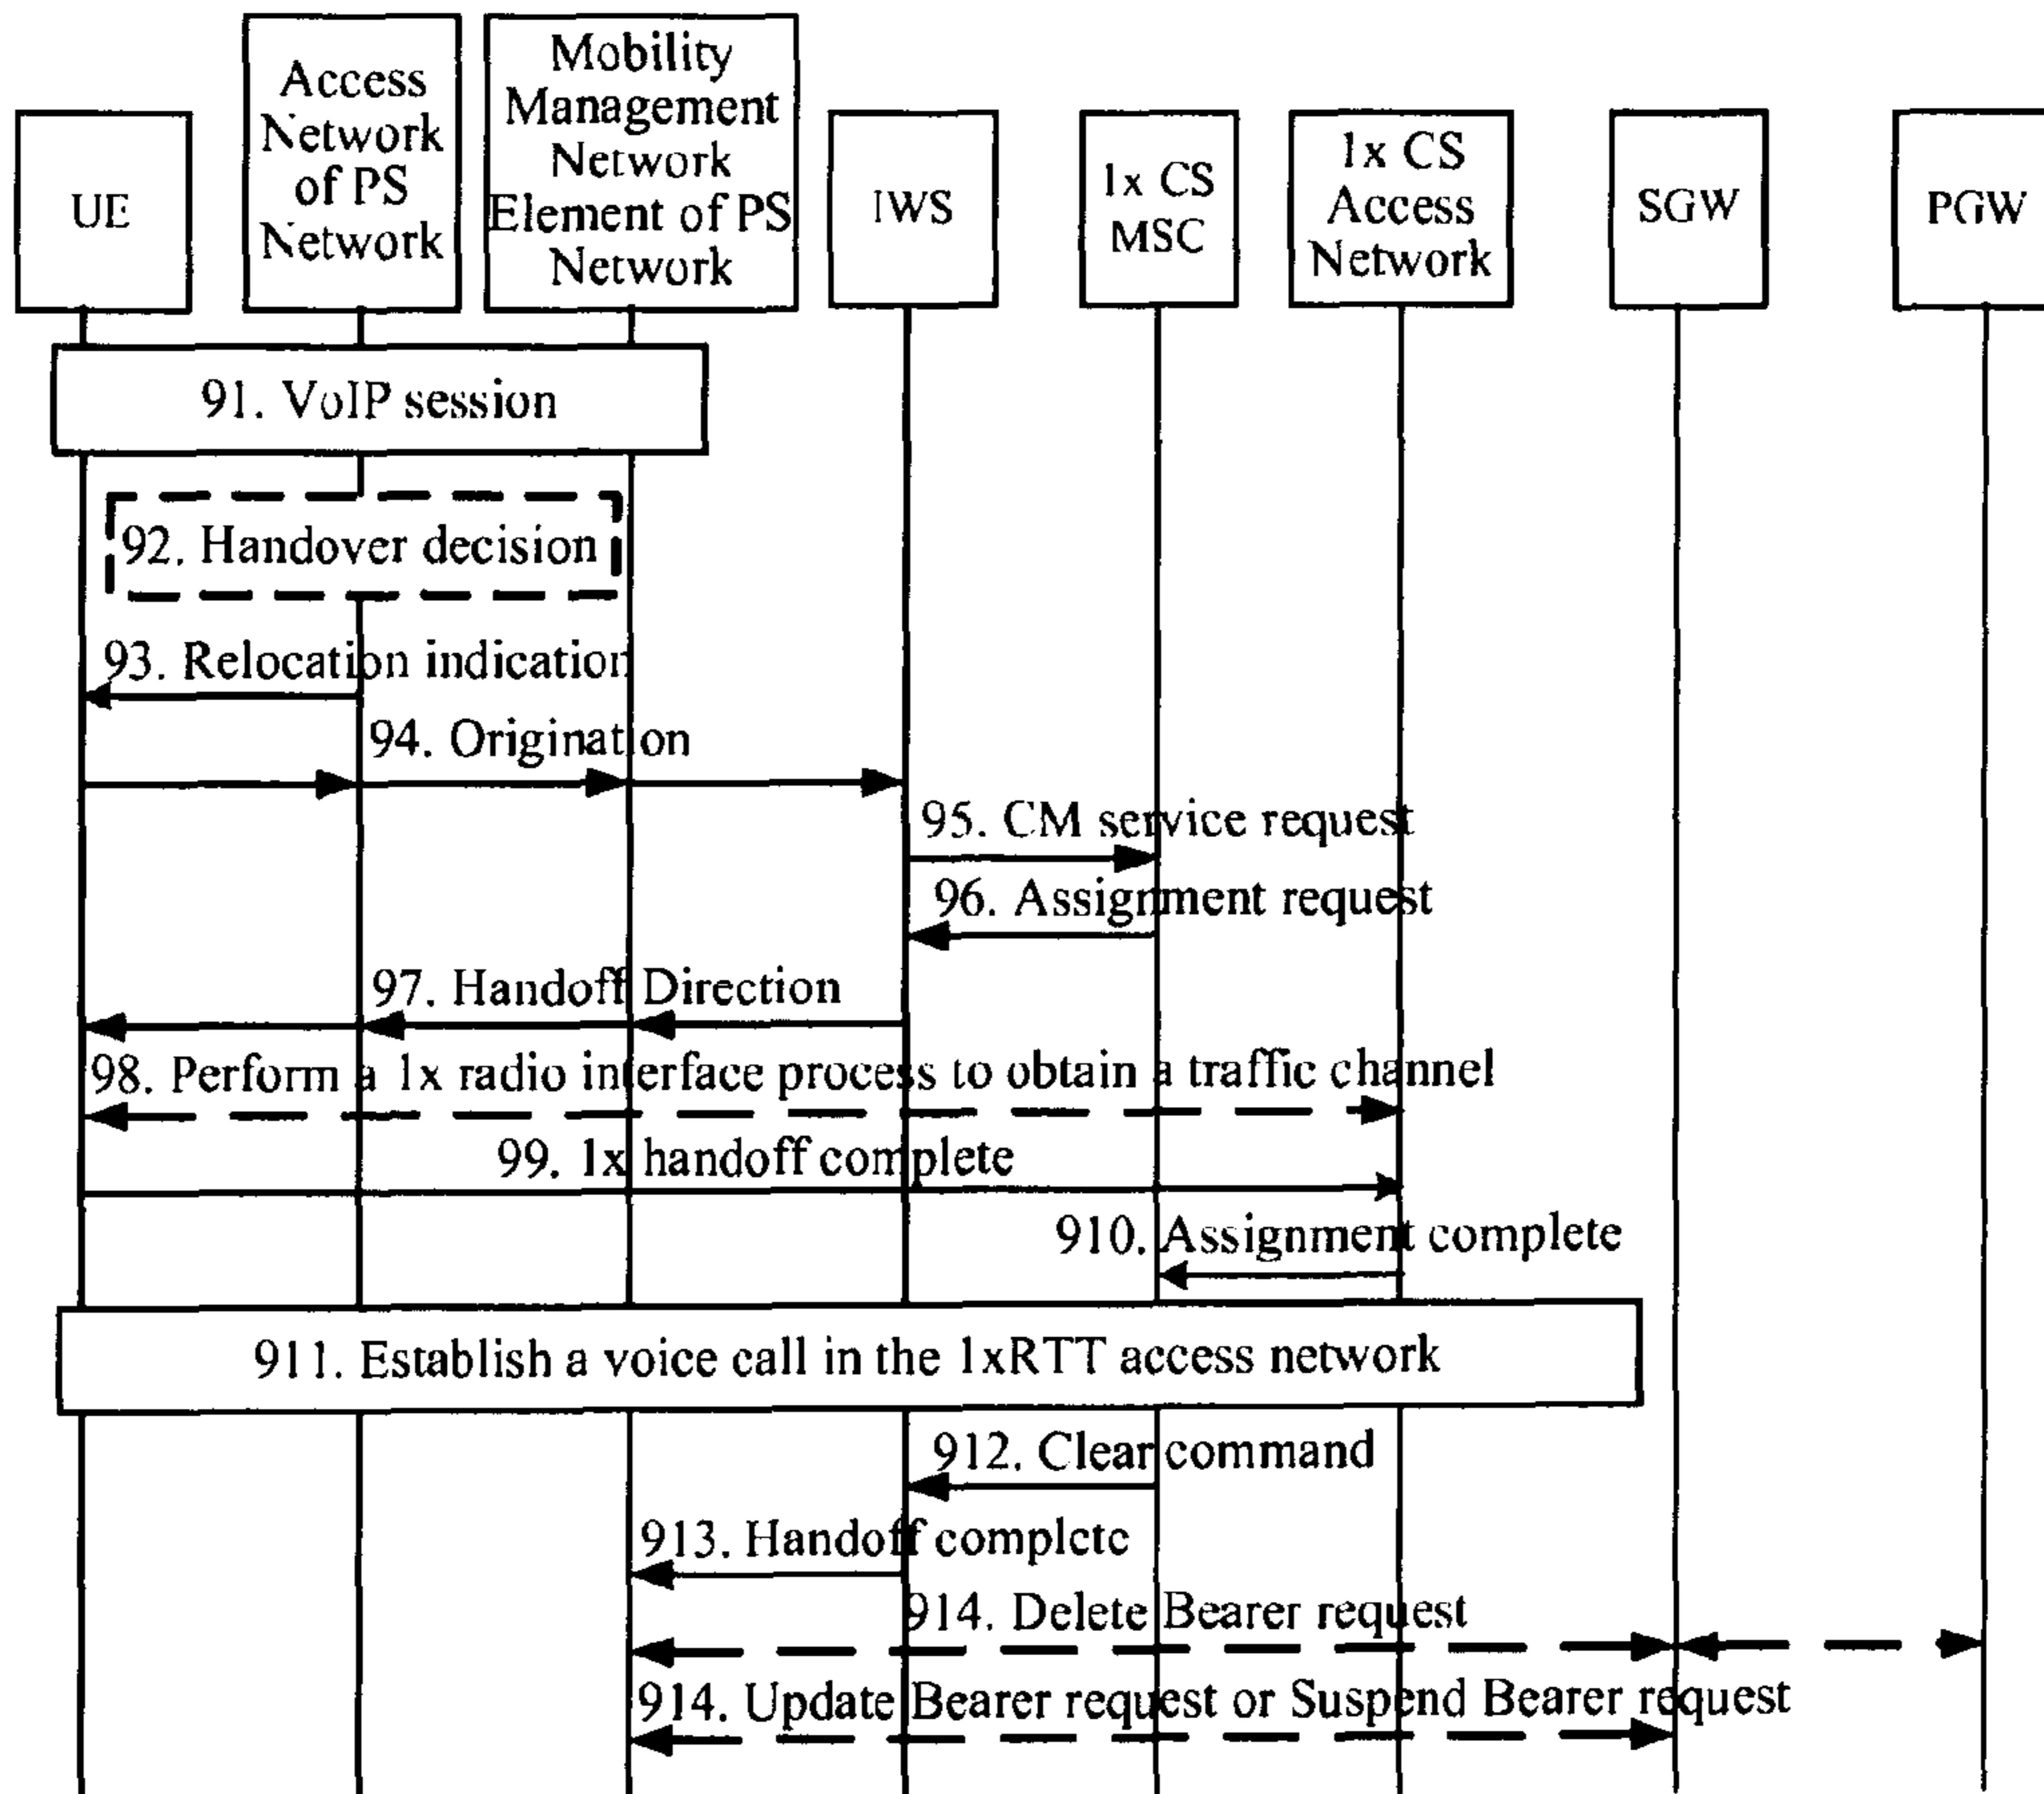 UE
Access
Network
of PS
Network
Mobility
Management
Network
Element of PS
Network
IWS
1x CS
MSC
1x CS
Access
Network
SGW
PGW
91. VoIP session
92. Handover decision
93. Relocation indication
94. Origination
95. CM service request
96. Assignment request
97. Handoff Direction
98. Perform a 1x radio interface process to obtain a traffic channel
99. 1x handoff complete
910. Assignment complete
911. Establish a voice call in the 1xRTT access network
912. Clear command
913. Handoff complete
914. Delete Bearer request
914. Update Bearer request or Suspend Bearer request